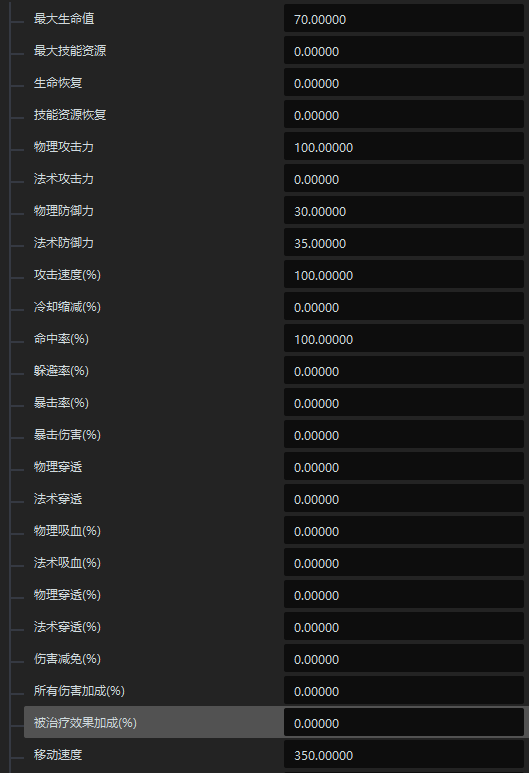 最大生命值 70.00000
最大技能资源 0.00000
生命恢复 0.00000
技能资源恢复 0.00000
物理攻击力 100.00000
法术攻击力 0.00000
物理防御力 30.00000
法术防御力 35.00000
攻击速度(%) 100.00000
冷却缩减(%) 0.00000
命中率(%) 100.00000
躲避率(%) 0.00000
暴击率(%) 0.00000
暴击伤害(%) 0.00000
物理穿透 0.00000
法术穿透 0.00000
物理吸血(%) 0.00000
法术吸血(%) 0.00000
物理穿透(%) 0.00000
法术穿透(%) 0.00000
伤害减免(%) 0.00000
所有伤害加成(%) 0.00000
被治疗效果加成(%) 0.00000
移动速度 350.00000